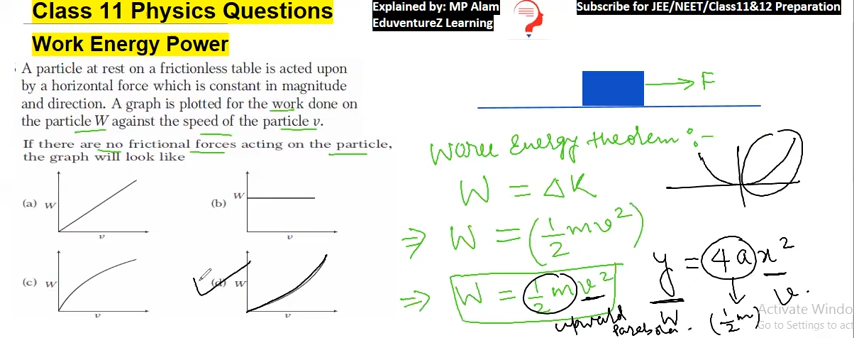 Class 11 Physics Questions
Work Energy Power
Explained by: MP Alam
EduventureZ Learning
Subscribe for JEE/NEET/Class11&12 Preparation
A particle at rest on a frictionless table is acted upon
by a horizontal force which is constant in magnitude
and direction. A graph is plotted for the work done on
the particle W against the speed of the particle v.
If there are no frictional forces acting on the particle,
the graph will look like
(a) W
v
(b) W
v
(c) W
v
(d) W
v
F
Energy theorem :-
W = ΔK
⇒ W = (1/2 mv²)
⇒ W = 1/2 m v²
y = 4a x²
W
(1/2 m)
v
upward
parabola.
Activate Windo
Go to Settings to act